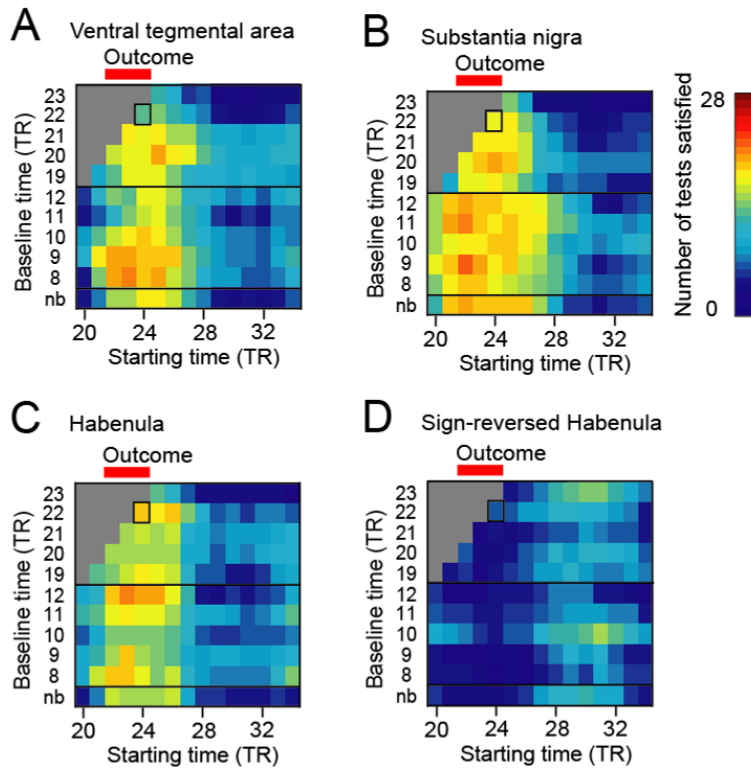 A
Ventral tegmental area
Outcome
Baseline time (TR)
23
22
21
20
19
12
11
10
9
8
nb
20 24 28 32
Starting time (TR)
B
Substantia nigra
Outcome
Baseline time (TR)
23
22
21
20
19
12
11
10
9
8
nb
20 24 28 32
Starting time (TR)
Number of tests satisfied
28
0
C
Habenula
Outcome
Baseline time (TR)
23
22
21
20
19
12
11
10
9
8
nb
20 24 28 32
Starting time (TR)
D
Sign-reversed Habenula
Outcome
Baseline time (TR)
23
22
21
20
19
12
11
10
9
8
nb
20 24 28 32
Starting time (TR)